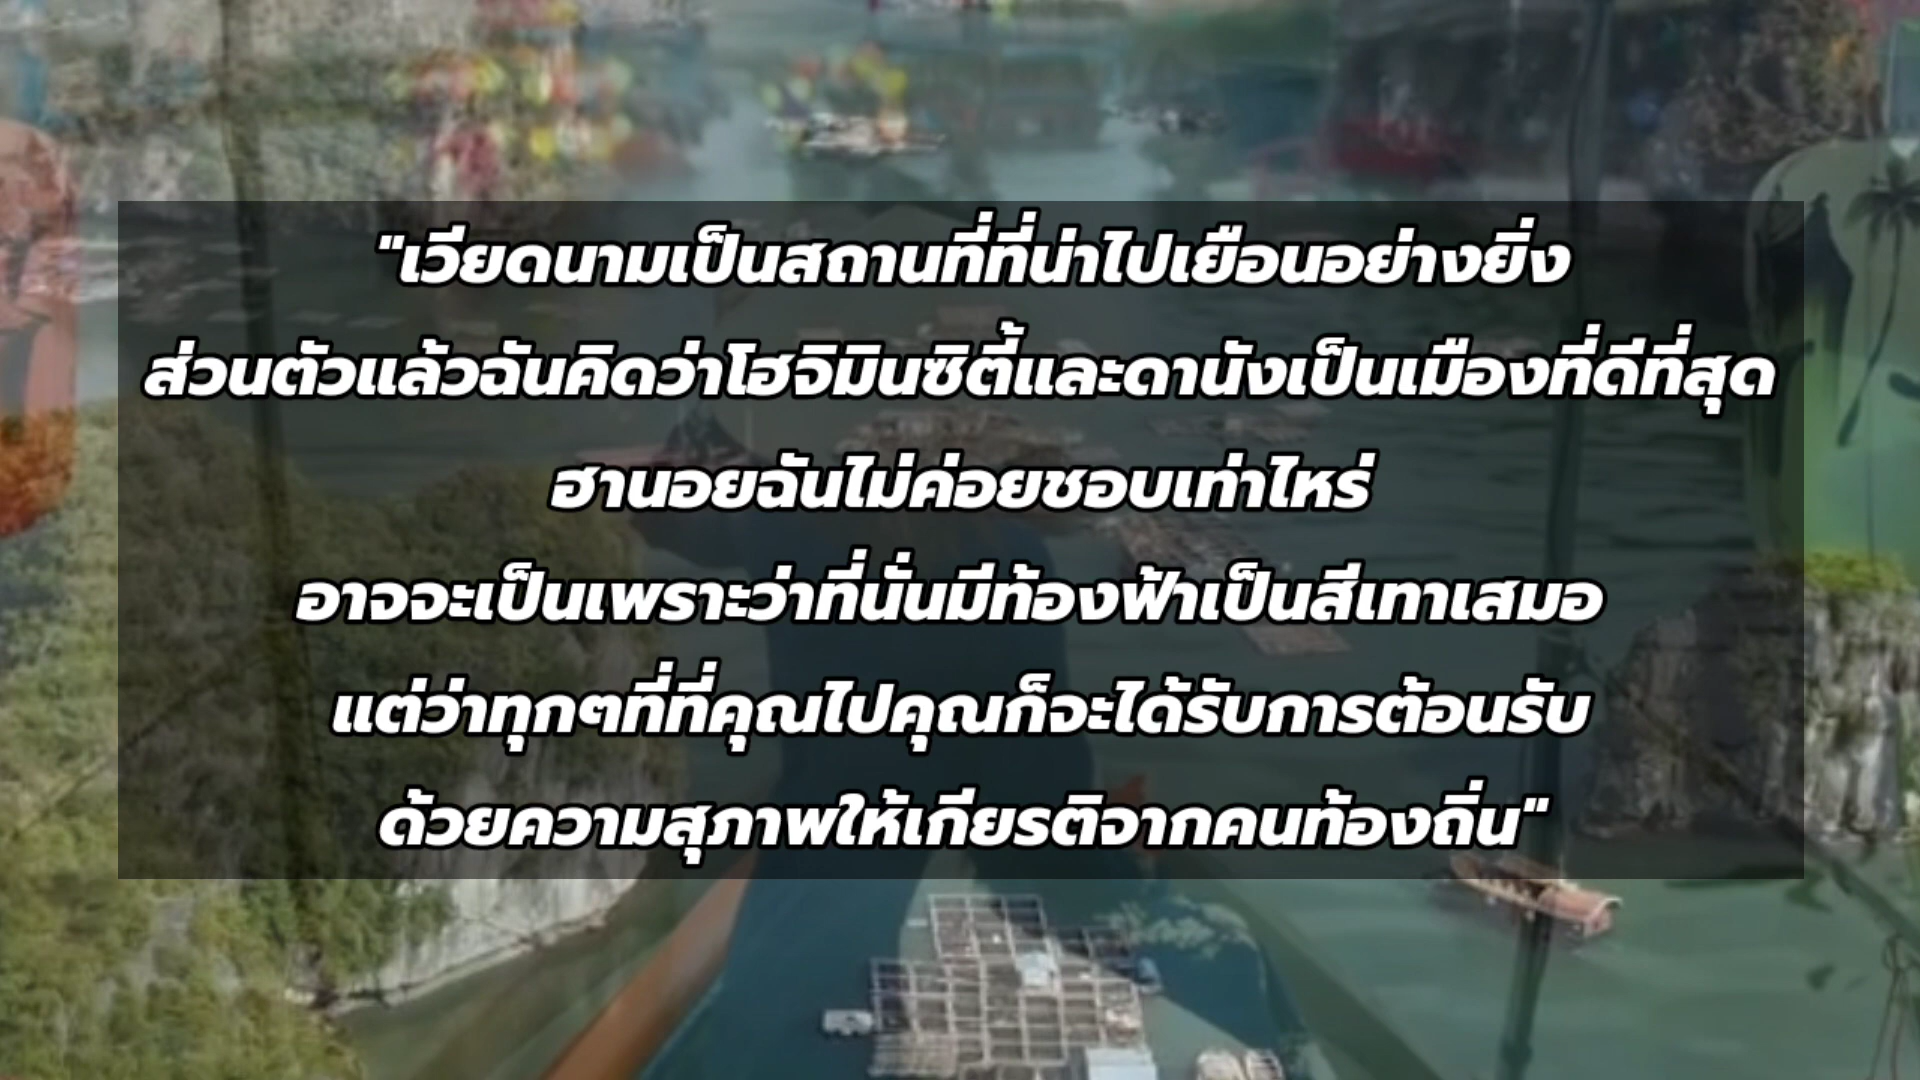 "เวียดนามเป็นสถานที่ที่น่าไปเยือนอย่างยิ่ง
ส่วนตัวแล้วฉันคิดว่าโฮจิมินซิตี้และดานังเป็นเมืองที่ดีที่สุด
ฮานอยฉันไม่ค่อยชอบเท่าไหร่
อาจจะเป็นเพราะว่าที่นั่นมีท้องฟ้าเป็นสีเทาเสมอ
แต่ว่าทุกๆที่ที่คุณไปคุณก็จะได้รับการต้อนรับ
ด้วยความสุภาพให้เกียรติจากคนท้องถิ่น"